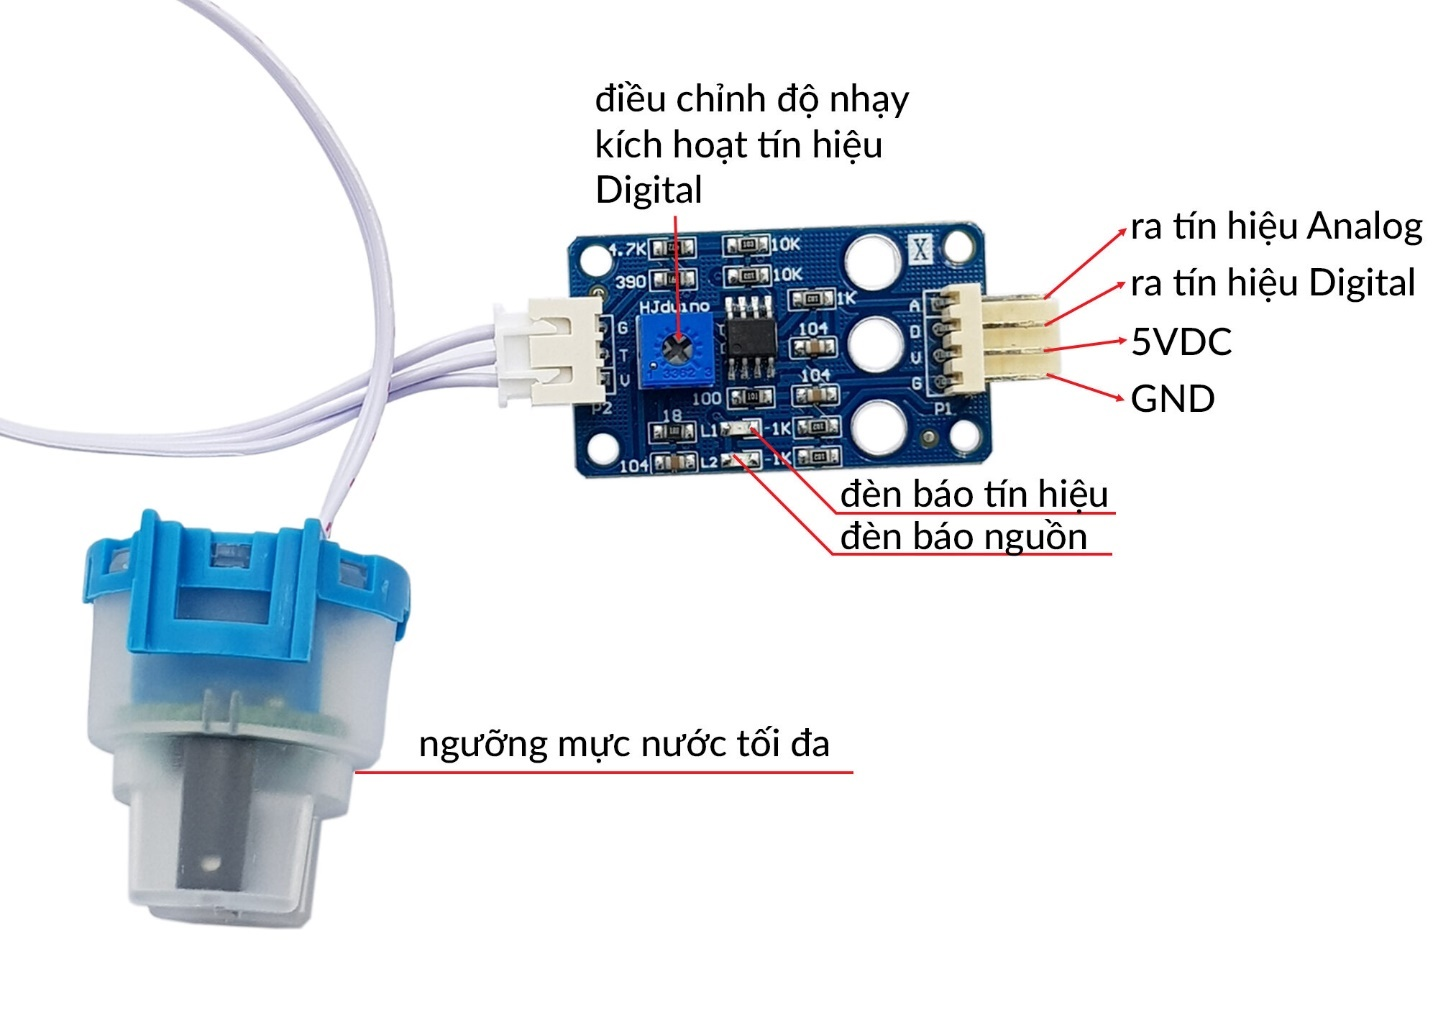 điều chỉnh độ nhạy
kích hoạt tín hiệu
Digital
ra tín hiệu Analog
ra tín hiệu Digital
5VDC
GND
4.7K
10K
390
10K
HJduino
1K
X
A
D
V
G
P1
G
T
V
P2
3362
104
104
100
18
L1
-1K
104
L2
-1K
đèn báo tín hiệu
đèn báo nguồn
ngưỡng mực nước tối đa